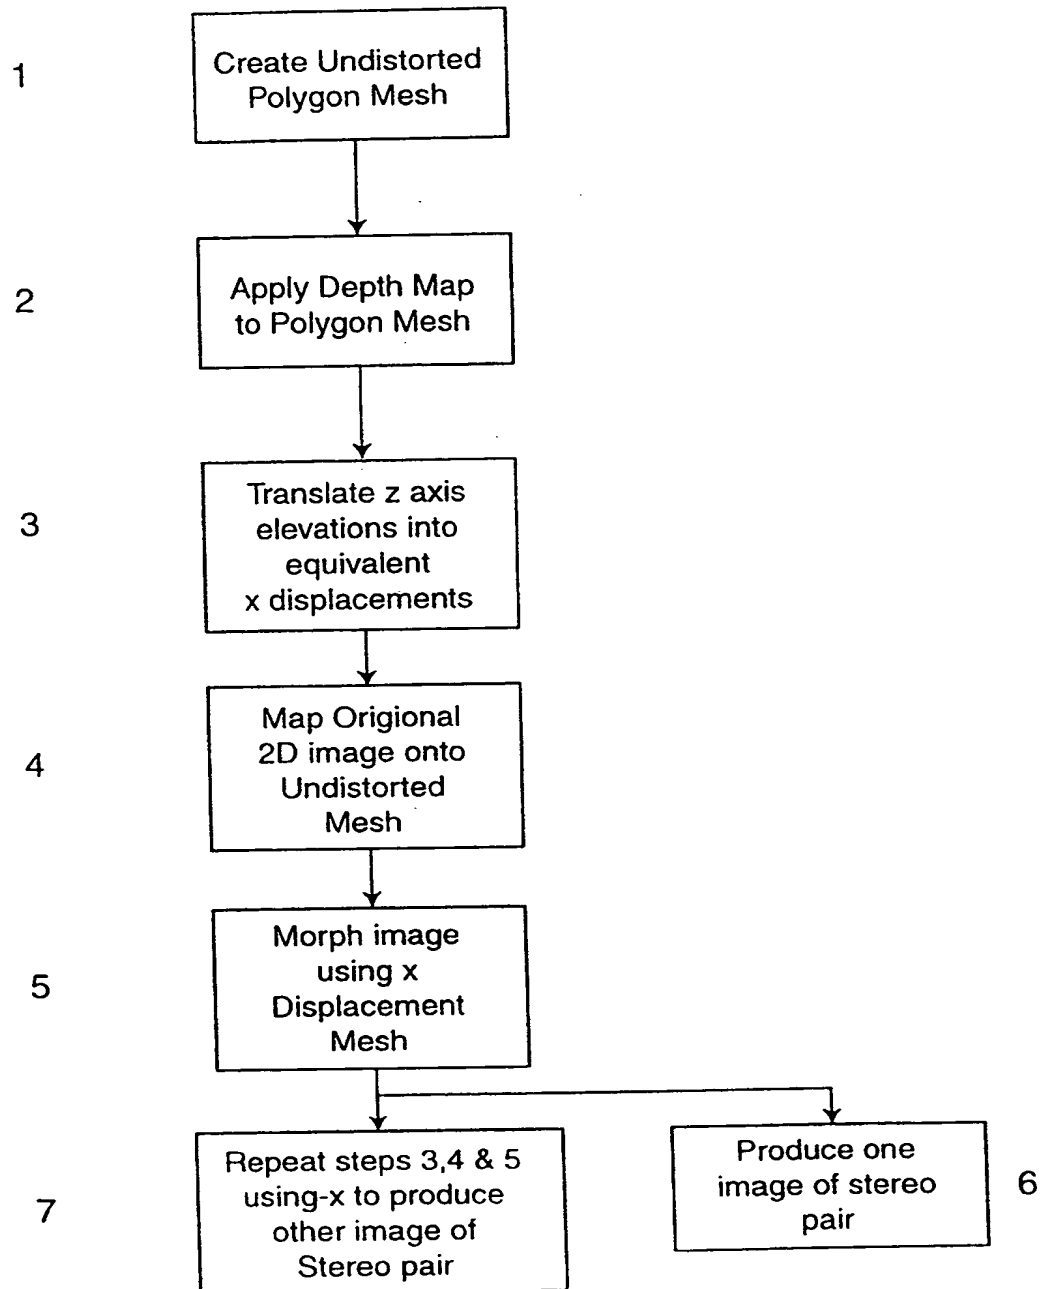 1
Create Undistorted
Polygon Mesh
2
Apply Depth Map
to Polygon Mesh
3
Translate z axis
elevations into
equivalent
x displacements
4
Map Origional
2D image onto
Undistorted
Mesh
5
Morph image
using x
Displacement
Mesh
7
Repeat steps 3,4 & 5
using-x to produce
other image of
Stereo pair
Produce one
image of stereo
pair
6